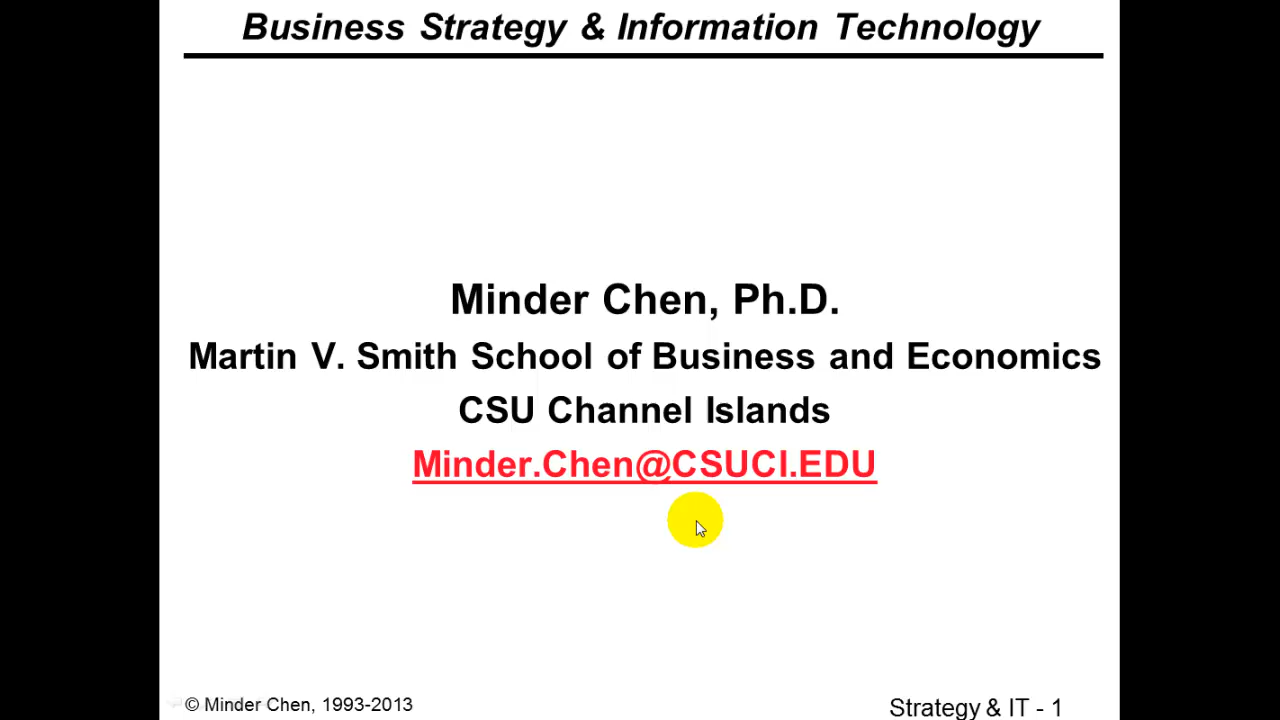 Business Strategy & Information Technology
Minder Chen, Ph.D.
Martin V. Smith School of Business and Economics
CSU Channel Islands
Minder.Chen@CSUCI.EDU
© Minder Chen, 1993-2013
Strategy & IT - 1